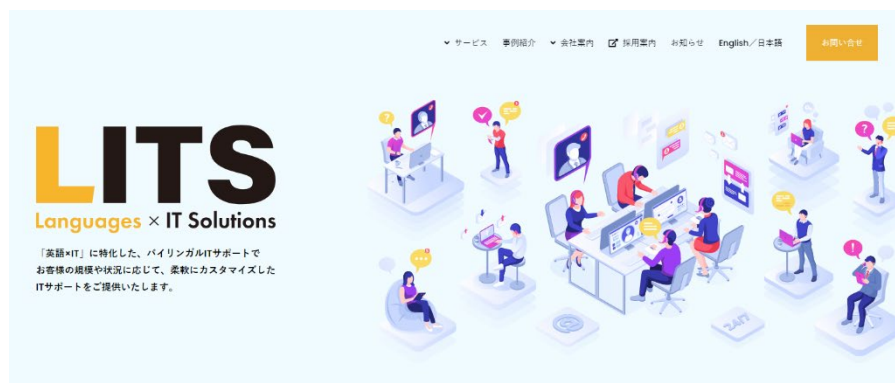 サービス 事例紹介 会社案内 採用案内 お知らせ English／日本語 お問い合せ
LITS
Languages × IT Solutions
「英語×IT」に特化した、バイリンガルITサポートで
お客様の規模や状況に応じて、柔軟にカスタマイズした
ITサポートをご提供いたします。
24/7